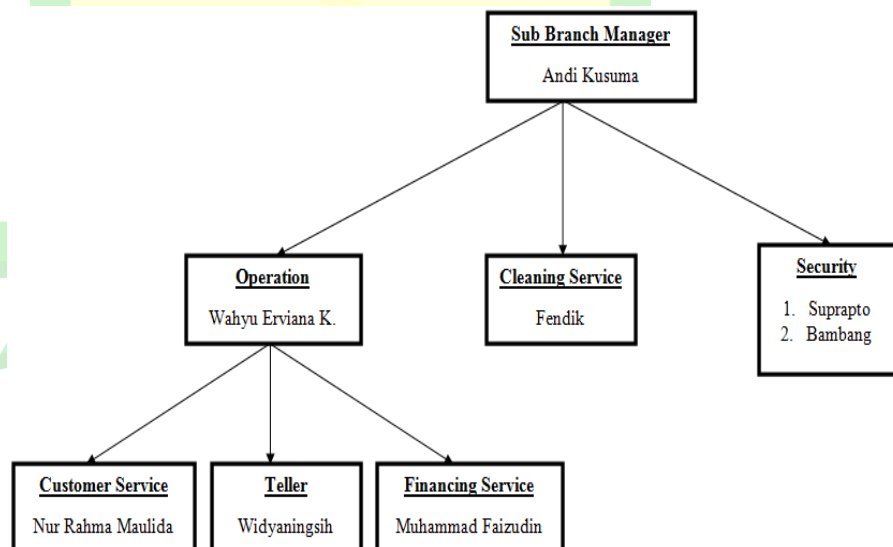 Sub Branch Manager
Andi Kusuma
Operation
Wahyu Erviana K.
Cleaning Service
Fendik
Security
1. Suprapto
2. Bambang
Customer Service
Nur Rahma Maulida
Teller
Widyaningsih
Financing Service
Muhammad Faizudin